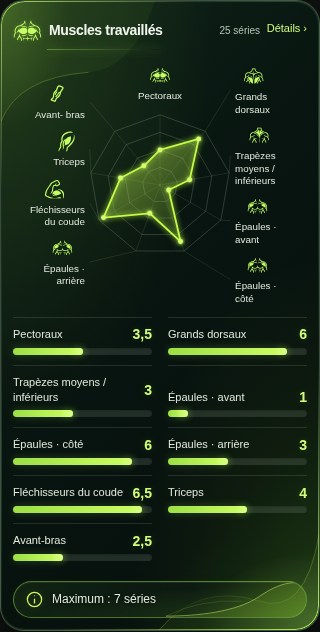 Muscles travaillés
25 séries
Détails ›
Pectoraux
Grands
dorsaux
Avant- bras
Triceps
Trapèzes
moyens /
inférieurs
Fléchisseurs
du coude
Épaules ·
avant
Épaules ·
arrière
Épaules ·
côté
Pectoraux 3,5
Grands dorsaux 6
Trapèzes moyens /
inférieurs 3
Épaules · avant 1
Épaules · côté 6
Épaules · arrière 3
Fléchisseurs du coude 6,5
Triceps 4
Avant-bras 2,5
Maximum : 7 séries